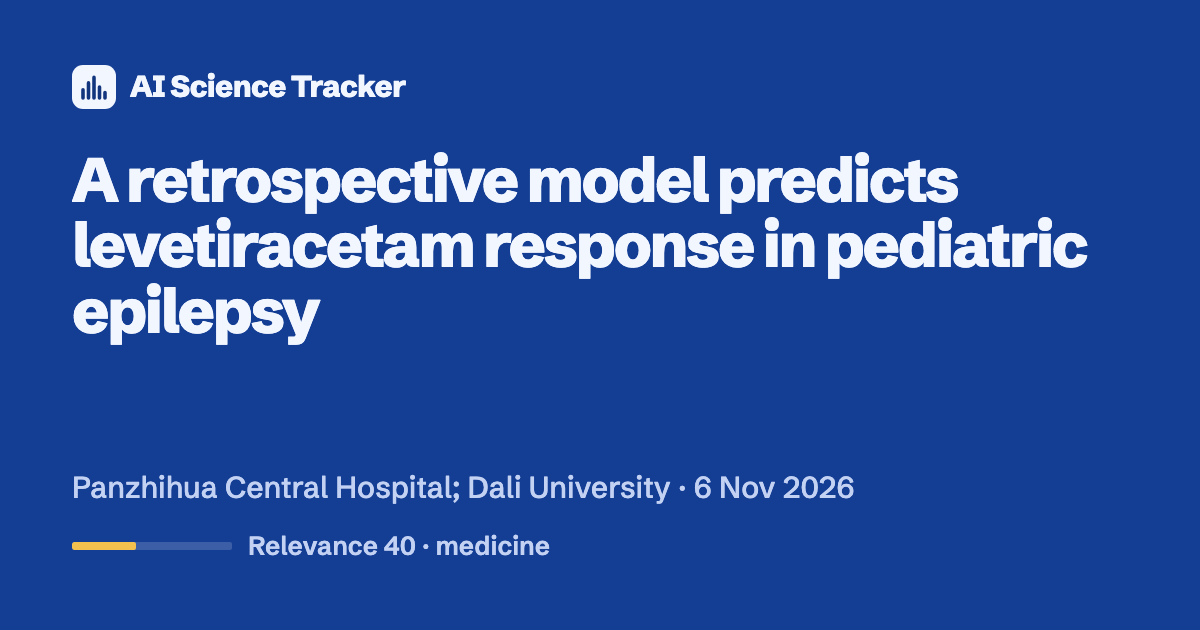 AI Science Tracker
A retrospective model predicts
levetiracetam response in pediatric
epilepsy
Panzhihua Central Hospital; Dali University · 6 Nov 2026
Relevance 40 · medicine